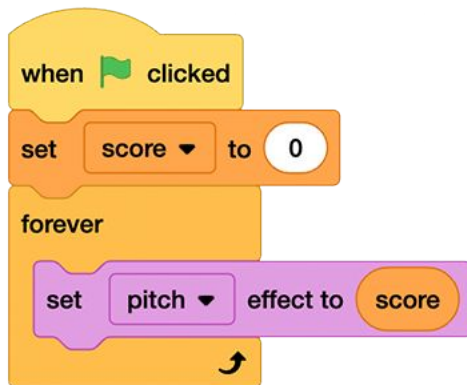 when clicked
set score to 0
forever
set pitch effect to score